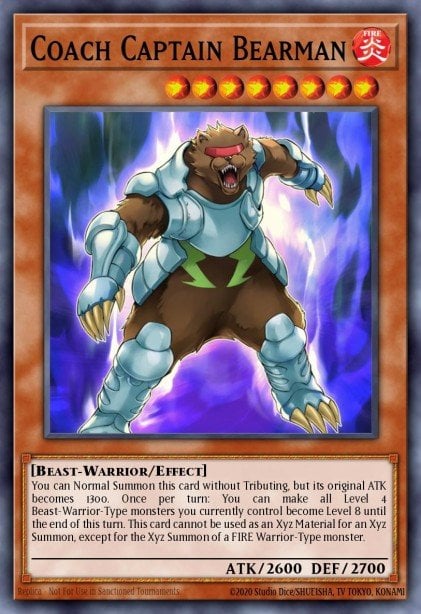 COACH CAPTAIN BEARMAN
FIRE
炎
[BEAST-WARRIOR/EFFECT]
You can Normal Summon this card without Tributing, but its original ATK
becomes 1300. Once per turn: You can make all Level 4
Beast-Warrior-Type monsters you currently control become Level 8 until
the end of this turn. This card cannot be used as an Xyz Material for an Xyz
Summon, except for the Xyz Summon of a FIRE Warrior-Type monster.
ATK/2600 DEF/2700
Replica - Not For Use in Sanctioned Tournaments
©2020 Studio Dice/SHUEISHA, TV TOKYO, KONAMI